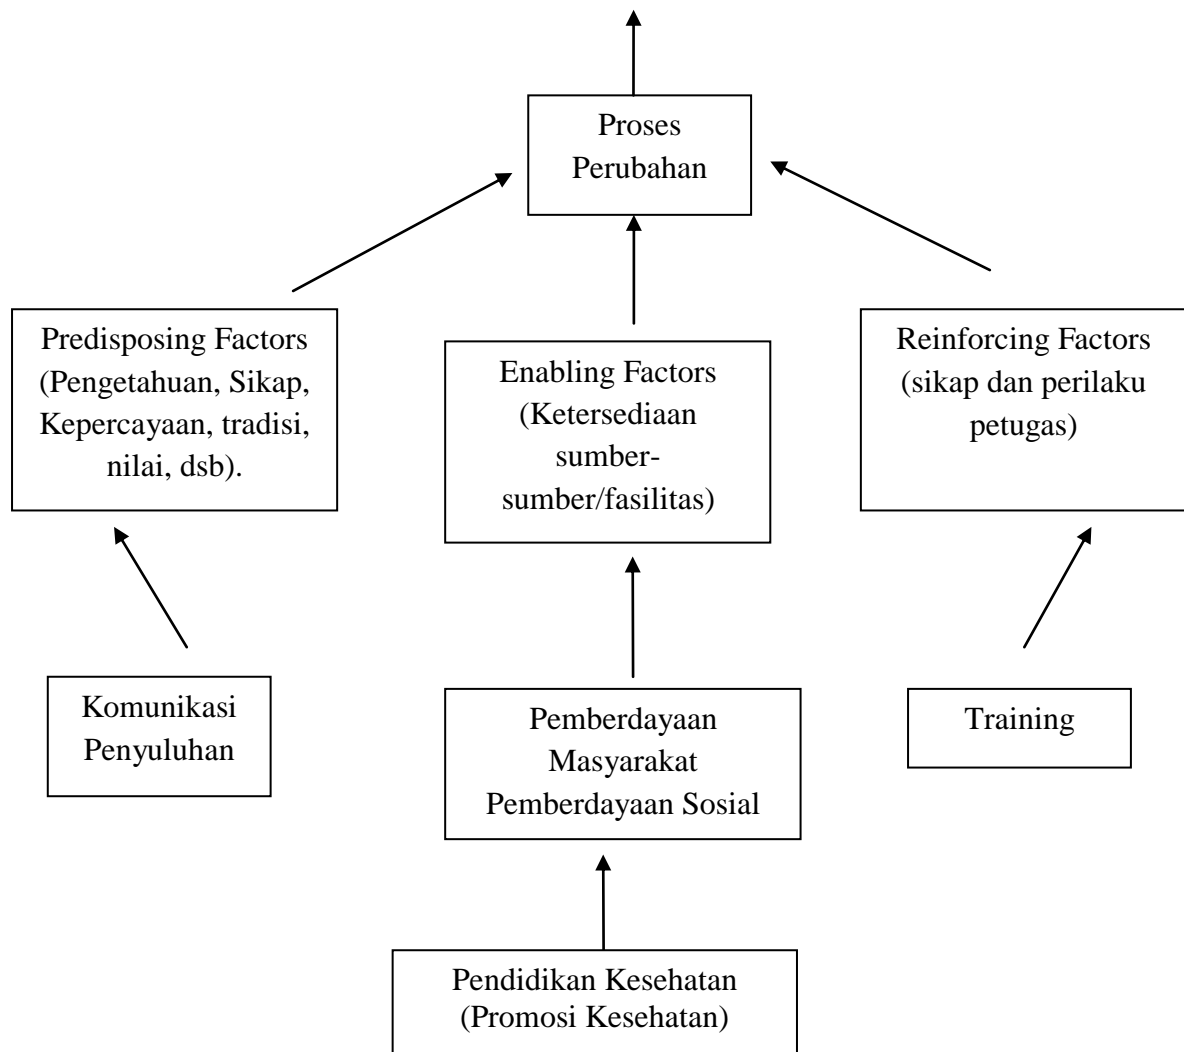 Proses
Perubahan
Predisposing Factors
(Pengetahuan, Sikap,
Kepercayaan, tradisi,
nilai, dsb).
Enabling Factors
(Ketersediaan
sumber-
sumber/fasilitas)
Reinforcing Factors
(sikap dan perilaku
petugas)
Komunikasi
Penyuluhan
Pemberdayaan
Masyarakat
Pemberdayaan Sosial
Training
Pendidikan Kesehatan
(Promosi Kesehatan)